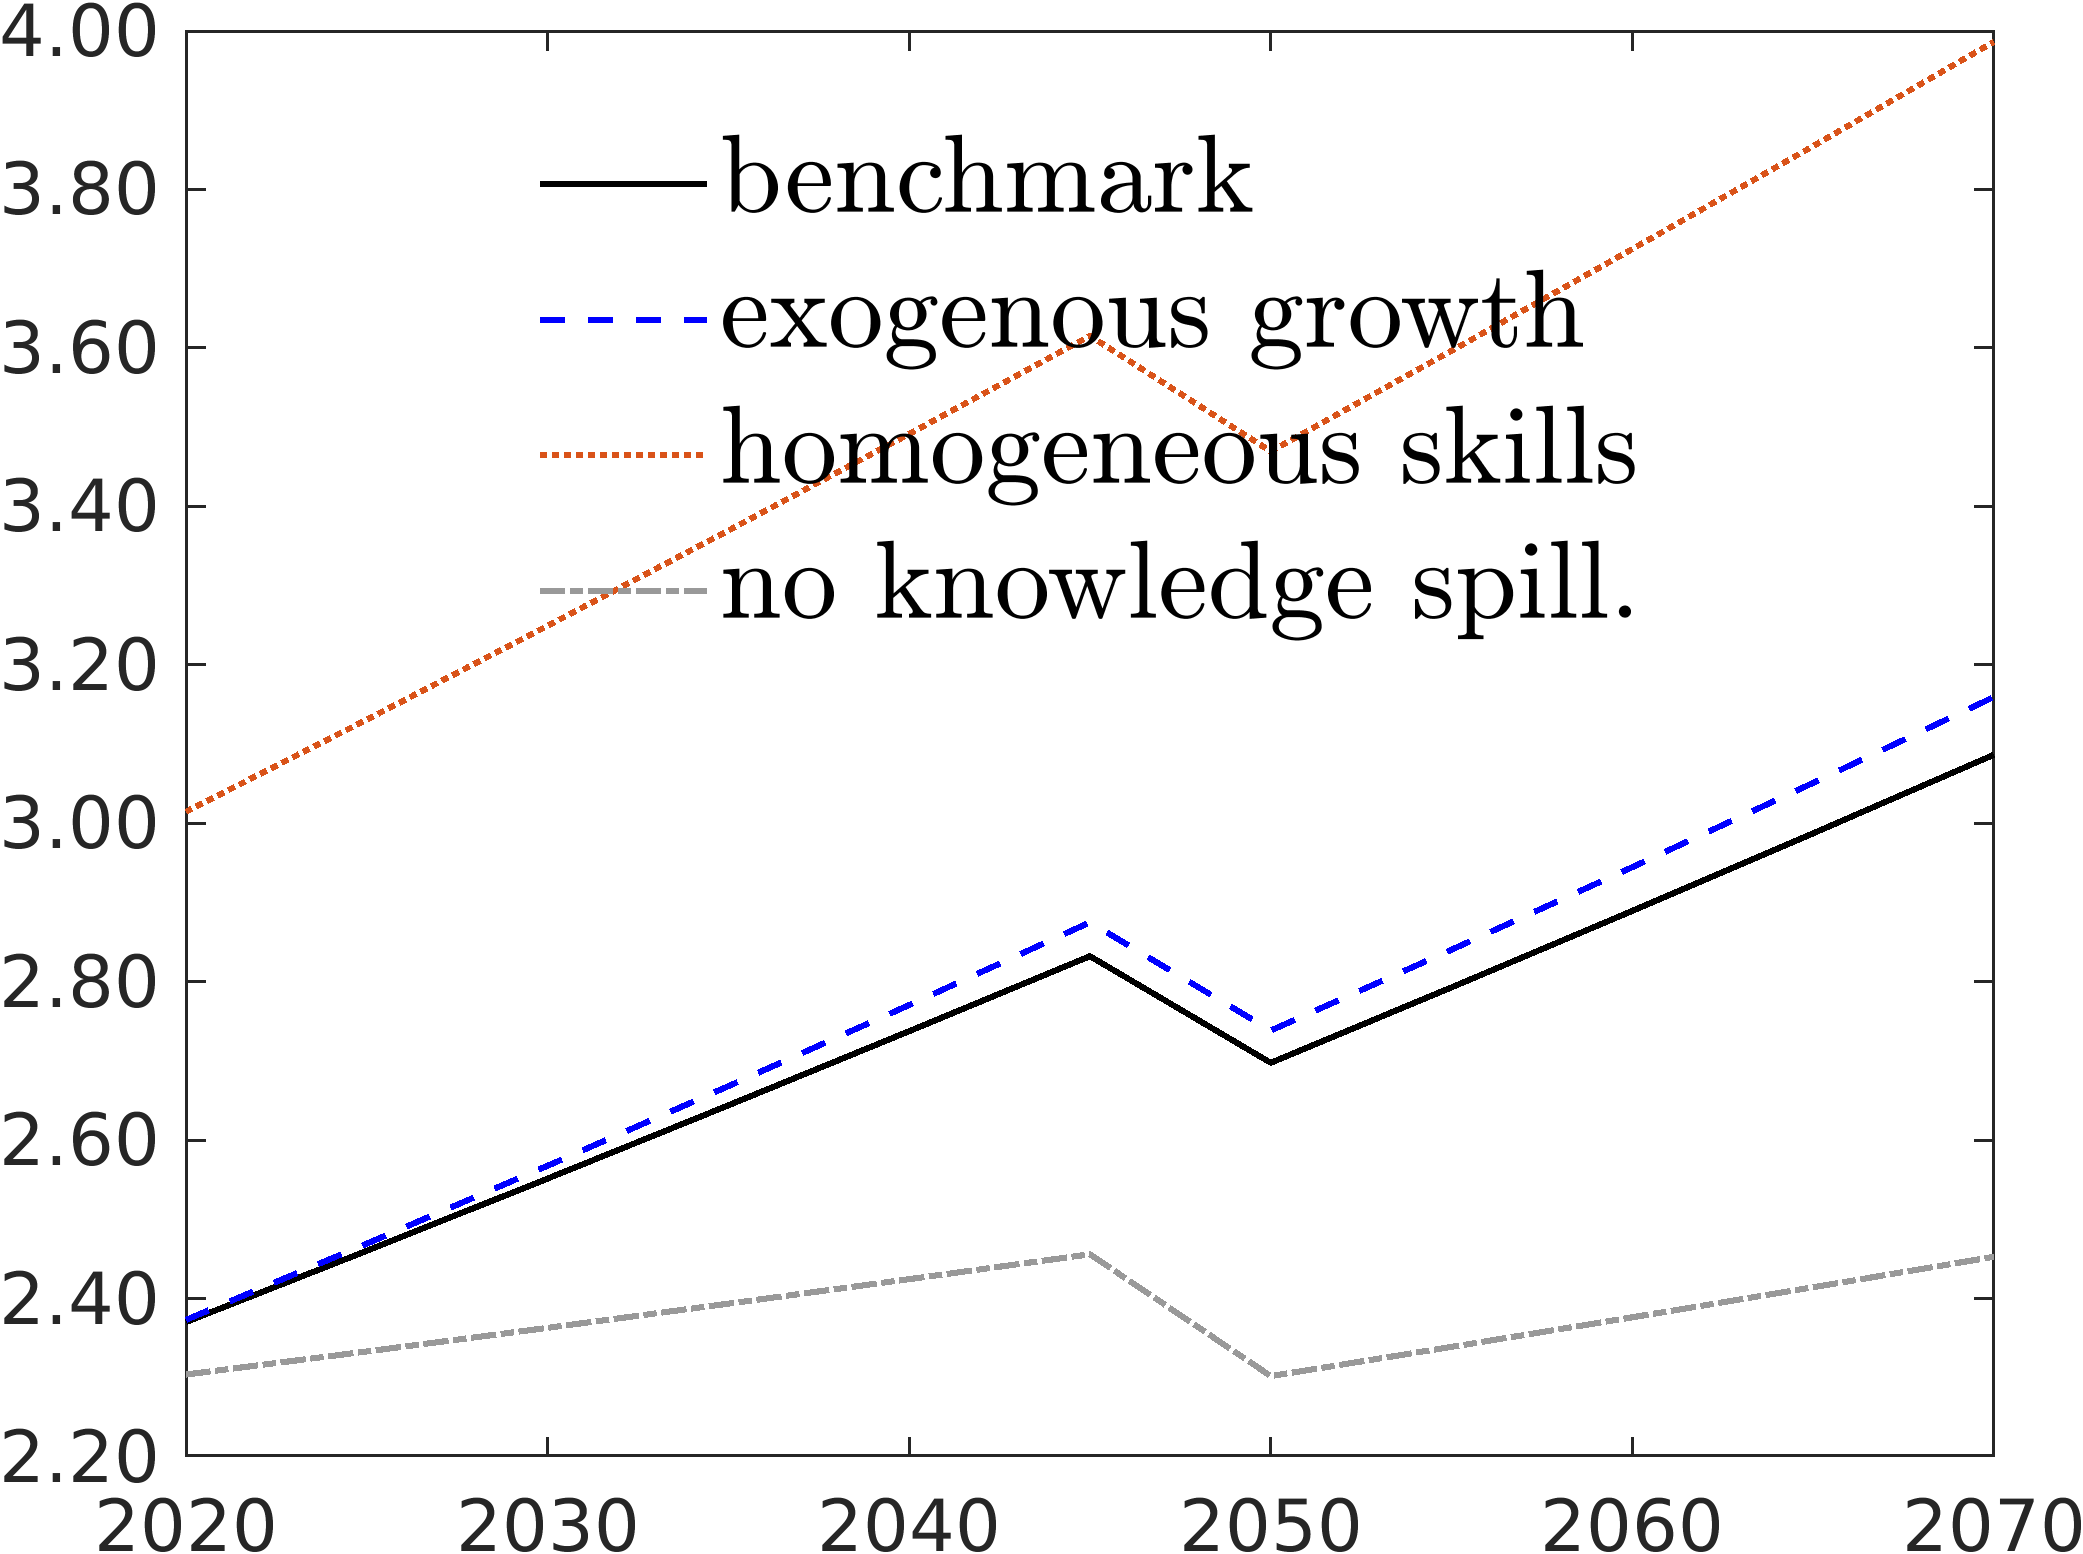 4.00
3.80
3.60
3.40
3.20
3.00
2.80
2.60
2.40
2.20
benchmark
exogenous growth
homogeneous skills
no knowledge spill.
2020 2030 2040 2050 2060 2070